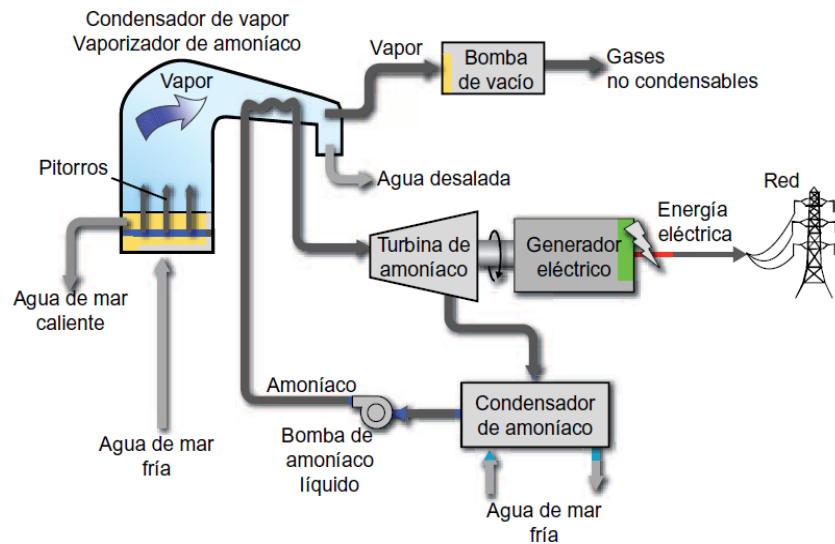 Condensador de vapor
Vaporizador de amoníaco
Vapor
Bomba
de vacío
Gases
no condensables
Vapor
Pitorros
Agua desalada
Red
Turbina de
amoníaco
Generador
eléctrico
Energía
eléctrica
Agua de mar
caliente
Amoníaco
Condensador
de amoníaco
Agua de mar
fría
Bomba de
amoníaco
líquido
Agua de mar
fría